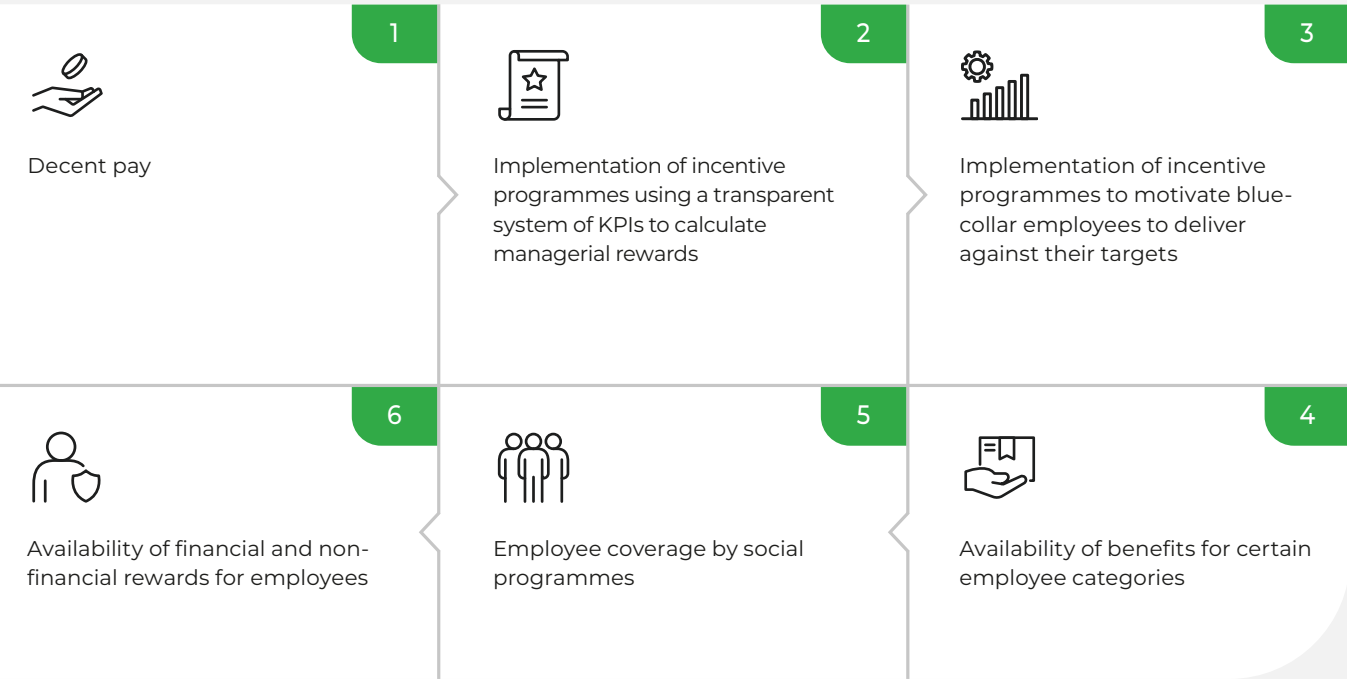 1
Decent pay
2
Implementation of incentive
programmes using a transparent
system of KPIs to calculate
managerial rewards
3
Implementation of incentive
programmes to motivate blue-
collar employees to deliver
against their targets
4
Availability of benefits for certain
employee categories
5
Employee coverage by social
programmes
6
Availability of financial and non-
financial rewards for employees